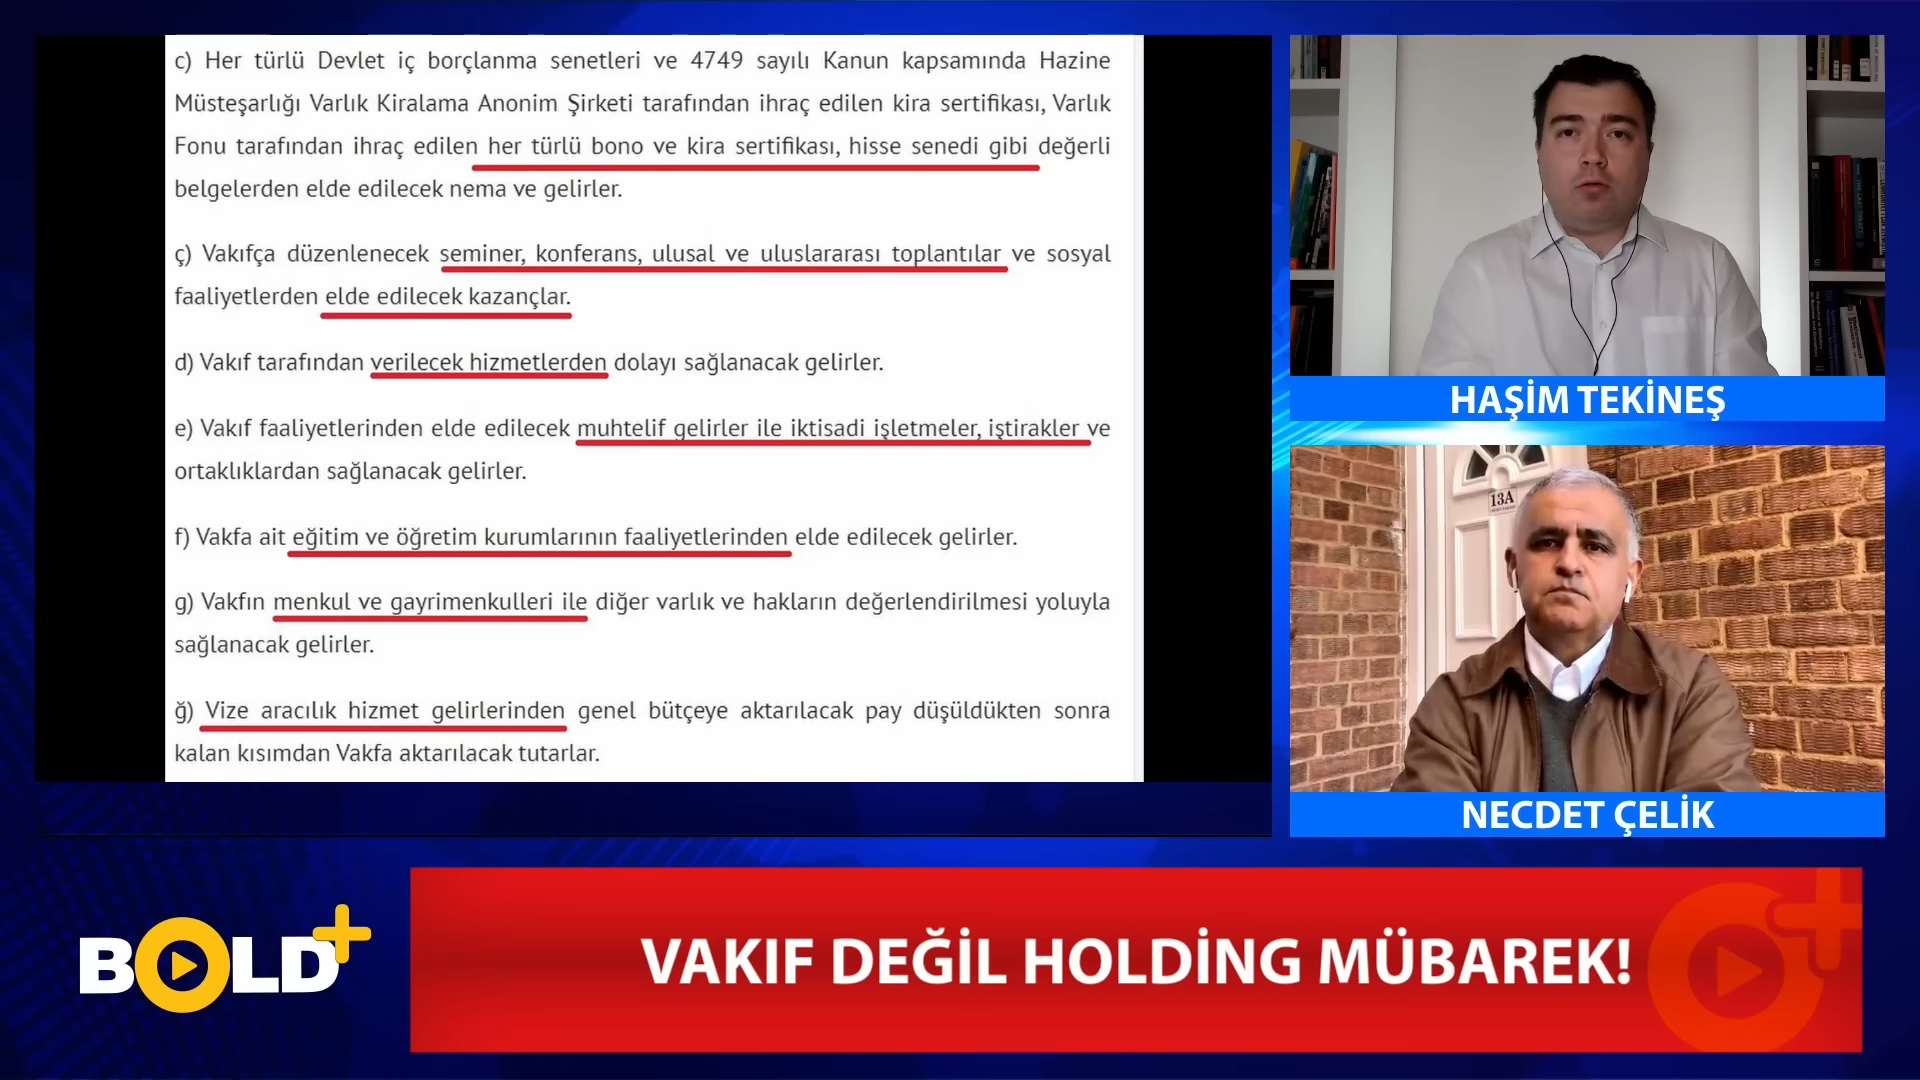 c) Her türlü Devlet iç borçlanma senetleri ve 4749 sayılı Kanun kapsamında Hazine
Müsteşarlığı Varlık Kiralama Anonim Şirketi tarafından ihraç edilen kira sertifikası, Varlık
Fonu tarafından ihraç edilen her türlü bono ve kira sertifikası, hisse senedi gibi değerli
belgelerden elde edilecek nema ve gelirler.
ç) Vakıfça düzenlenecek seminer, konferans, ulusal ve uluslararası toplantılar ve sosyal
faaliyetlerden elde edilecek kazançlar.
d) Vakıf tarafından verilecek hizmetlerden dolayı sağlanacak gelirler.
e) Vakıf faaliyetlerinden elde edilecek muhtelif gelirler ile iktisadi işletmeler, iştirakler ve
ortaklıklardan sağlanacak gelirler.
f) Vakfa ait eğitim ve öğretim kurumlarının faaliyetlerinden elde edilecek gelirler.
g) Vakfın menkul ve gayrimenkulleri ile diğer varlık ve hakların değerlendirilmesi yoluyla
sağlanacak gelirler.
ğ) Vize aracılık hizmet gelirlerinden genel bütçeye aktarılacak pay düşüldükten sonra
kalan kısımdan Vakfa aktarılacak tutarlar.
HAŞİM TEKİNEŞ
13A
NECDET ÇELİK
BOLD+
VAKIF DEĞİL HOLDİNG MÜBAREK!